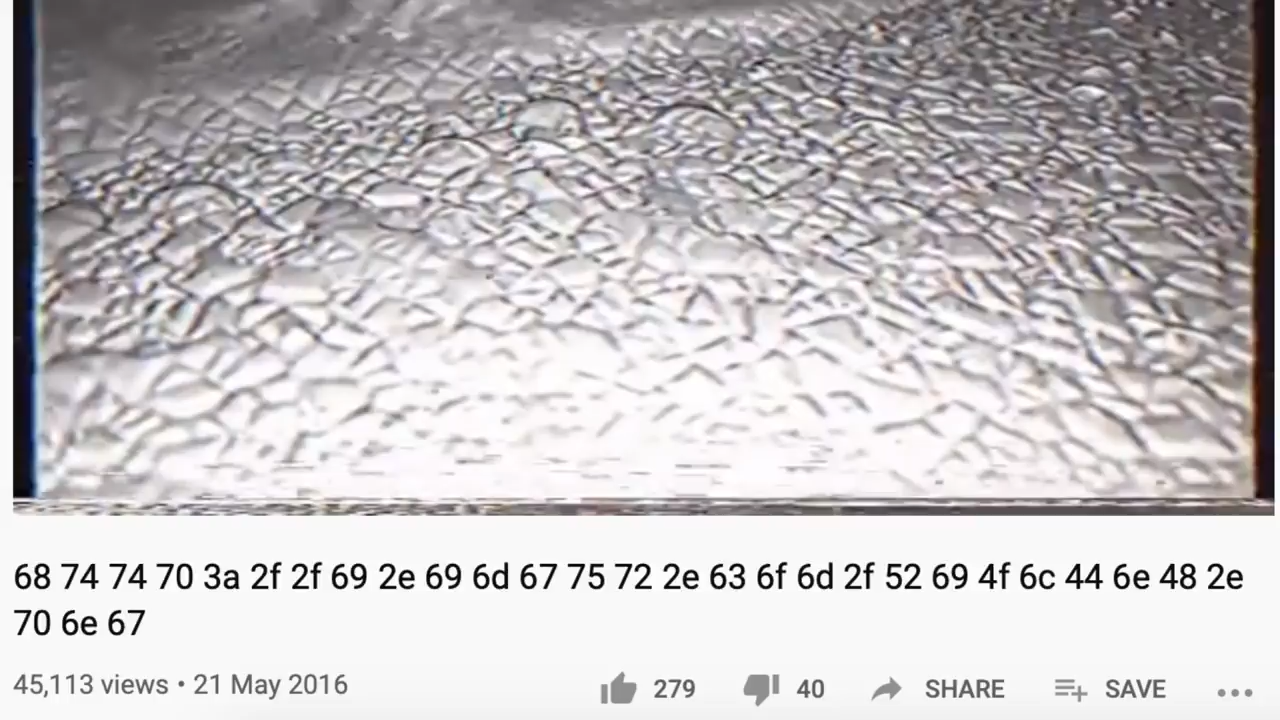 68 74 74 70 3a 2f 2f 69 2e 69 6d 67 75 72 2e 63 6f 6d 2f 52 69 4f 6c 44 6e 48 2e
70 6e 67
45,113 views • 21 May 2016 279 40 SHARE SAVE